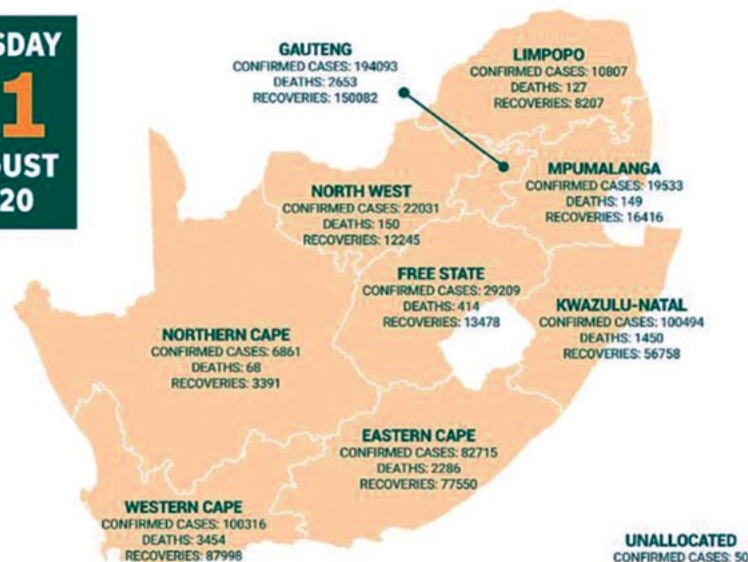 SDAY
1
UST
20
GAUTENG
CONFIRMED CASES: 194093
DEATHS: 2653
RECOVERIES: 150082
LIMPOPO
CONFIRMED CASES: 10807
DEATHS: 127
RECOVERIES: 8207
MPUMALANGA
CONFIRMED CASES: 19533
DEATHS: 149
RECOVERIES: 16416
NORTH WEST
CONFIRMED CASES: 22031
DEATHS: 150
RECOVERIES: 12245
FREE STATE
CONFIRMED CASES: 29209
DEATHS: 414
RECOVERIES: 13478
KWAZULU-NATAL
CONFIRMED CASES: 100494
DEATHS: 1450
RECOVERIES: 56758
NORTHERN CAPE
CONFIRMED CASES: 6861
DEATHS: 68
RECOVERIES: 3391
EASTERN CAPE
CONFIRMED CASES: 82715
DEATHS: 2286
RECOVERIES: 77550
WESTERN CAPE
CONFIRMED CASES: 100316
DEATHS: 3454
RECOVERIES: 87998
UNALLOCATED
CONFIRMED CASES: 50